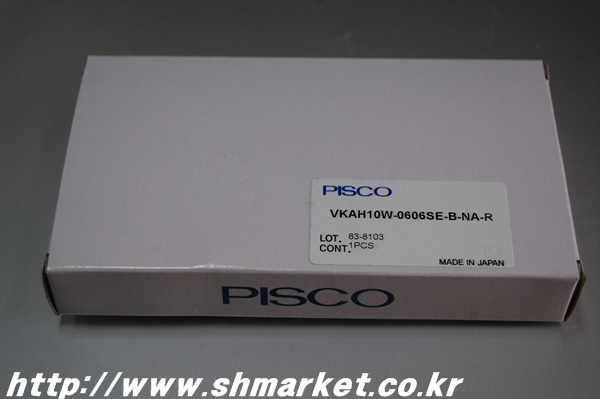 PISCO
VKAH10W-0606SE-B-NA-R
LOT. 83-8103
CONT. 1PCS
MADE IN JAPAN
PISCO
http://www.shmarket.co.kr